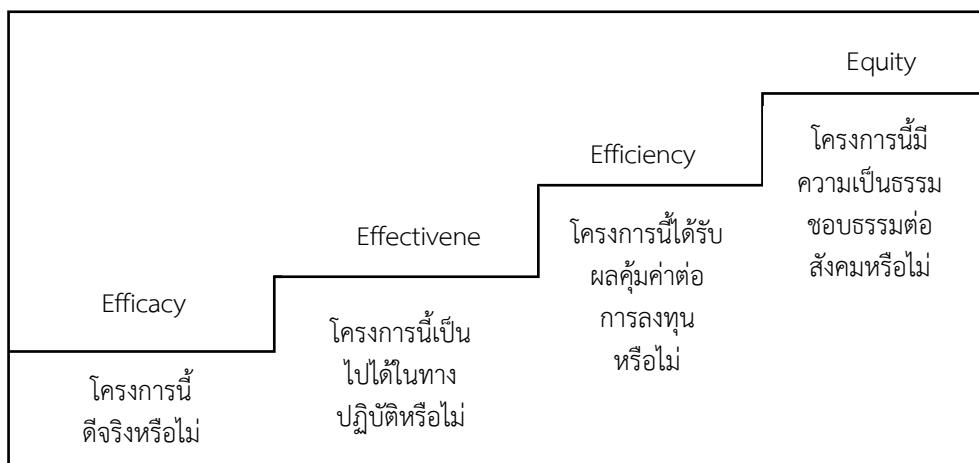 Equity
โครงการนี้มี
ความเป็นธรรม
ชอบธรรมต่อ
สังคมหรือไม่
Efficiency
โครงการนี้ได้รับ
ผลคุ้มค่าต่อ
การลงทุน
หรือไม่
Effectivene
โครงการนี้เป็น
ไปได้ในทาง
ปฏิบัติหรือไม่
Efficacy
โครงการนี้
ดีจริงหรือไม่